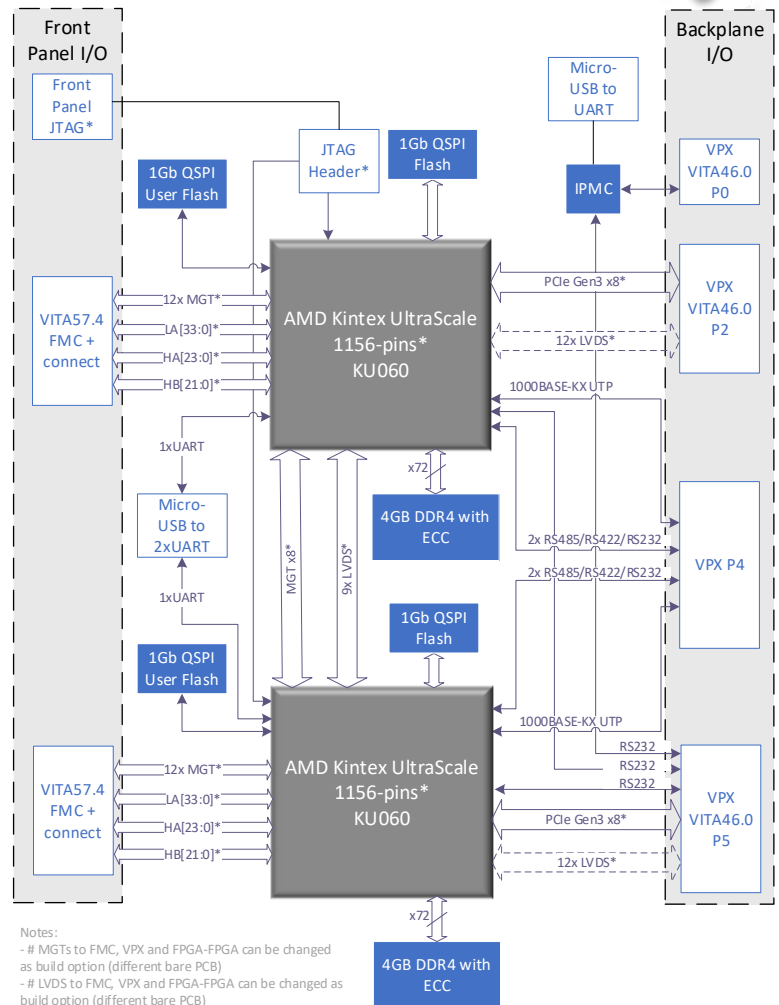 Front
Panel I/O
Backplane
I/O
Front
Panel
JTAG*
Micro-
USB to
UART
JTAG
Header*
1Gb QSPI
Flash
1Gb QSPI
User Flash
IPMC
VPX
VITA46.0
P0
VITA57.4
FMC +
connect
12x MGT*
LA[33:0]*
HA[23:0]*
HB[21:0]*
AMD Kintex UltraScale
1156-pins*
KU060
PCIe Gen3 x8*
12x LVDS*
VPX
VITA46.0
P2
1000BASE-KX UTP
1xUART
x72
Micro-
USB to
2xUART
4GB DDR4 with
ECC
MGT x8*
9x LVDS*
2x RS485/RS422/RS232
2x RS485/RS422/RS232
VPX P4
1xUART
1Gb QSPI
Flash
1Gb QSPI
User Flash
1000BASE-KX UTP
VITA57.4
FMC +
connect
12x MGT*
LA[33:0]*
HA[23:0]*
HB[21:0]*
AMD Kintex UltraScale
1156-pins*
KU060
RS232
RS232
RS232
PCIe Gen3 x8*
12x LVDS*
VPX
VITA46.0
P5
x72
4GB DDR4 with
ECC
Notes:
- # MGTs to FMC, VPX and FPGA-FPGA can be changed
as build option (different bare PCB)
- # LVDS to FMC, VPX and FPGA-FPGA can be changed as
build option (different bare PCB)